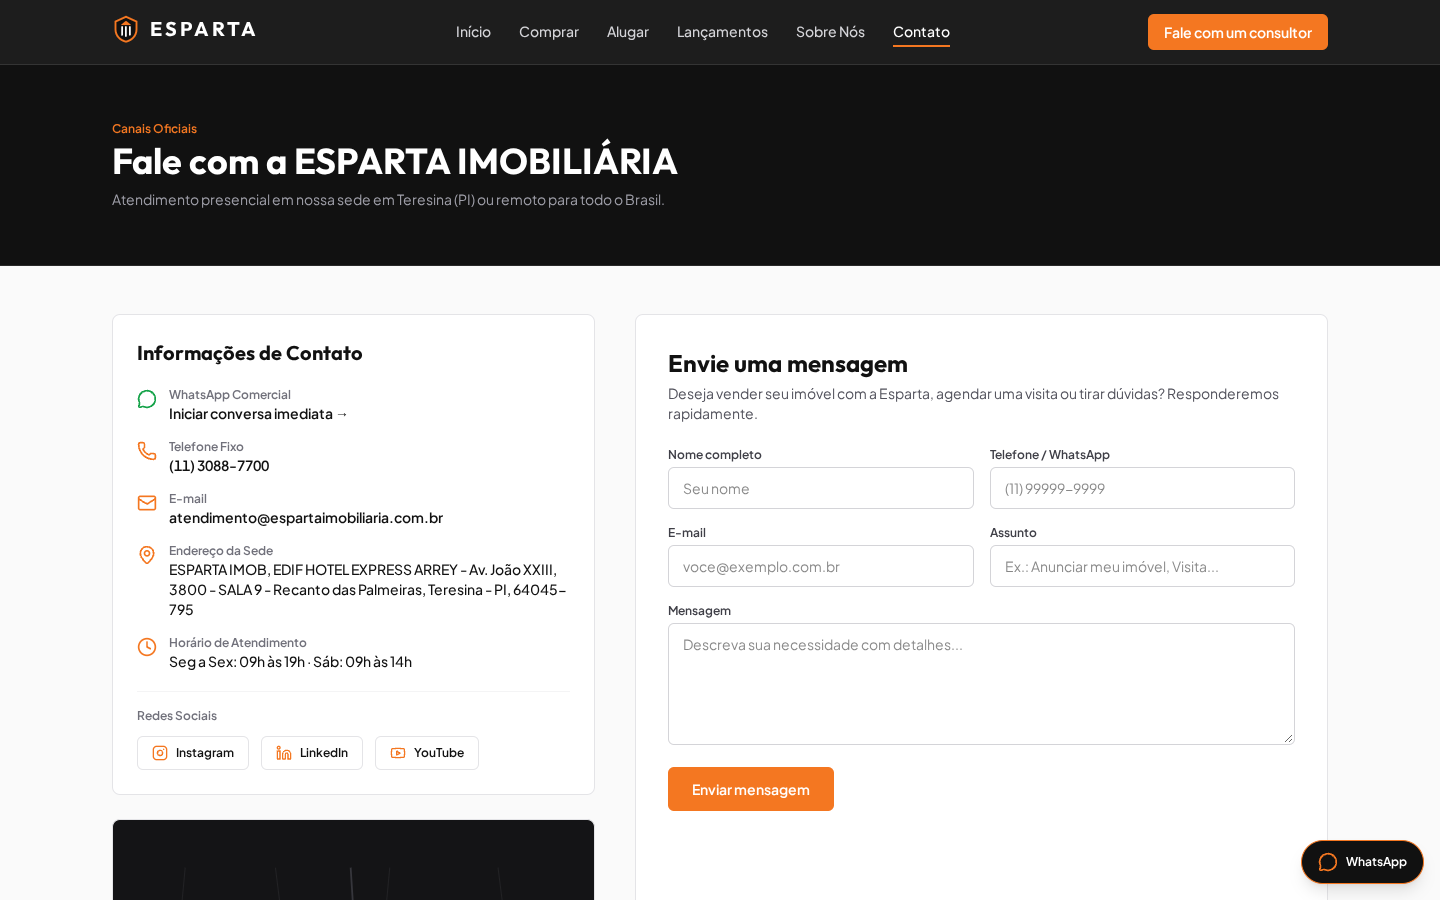 ESPARTA
Início
Comprar
Alugar
Lançamentos
Sobre Nós
Contato
Fale com um consultor
Canais Oficiais
Fale com a ESPARTA IMOBILIÁRIA
Atendimento presencial em nossa sede em Teresina (PI) ou remoto para todo o Brasil.
Informações de Contato
WhatsApp Comercial
Iniciar conversa imediata →
Telefone Fixo
(11) 3088-7700
E-mail
atendimento@espartaimobiliaria.com.br
Endereço da Sede
ESPARTA IMOB, EDIF HOTEL EXPRESS ARREY - Av. João XXIII,
3800 - SALA 9 - Recanto das Palmeiras, Teresina - PI, 64045-
795
Horário de Atendimento
Seg a Sex: 09h às 19h · Sáb: 09h às 14h
Redes Sociais
Instagram
LinkedIn
YouTube
Envie uma mensagem
Deseja vender seu imóvel com a Esparta, agendar uma visita ou tirar dúvidas? Responderemos
rapidamente.
Nome completo
Telefone / WhatsApp
Seu nome
(11) 99999-9999
E-mail
Assunto
voce@exemplo.com.br
Ex.: Anunciar meu imóvel, Visita...
Mensagem
Descreva sua necessidade com detalhes...
Enviar mensagem
WhatsApp